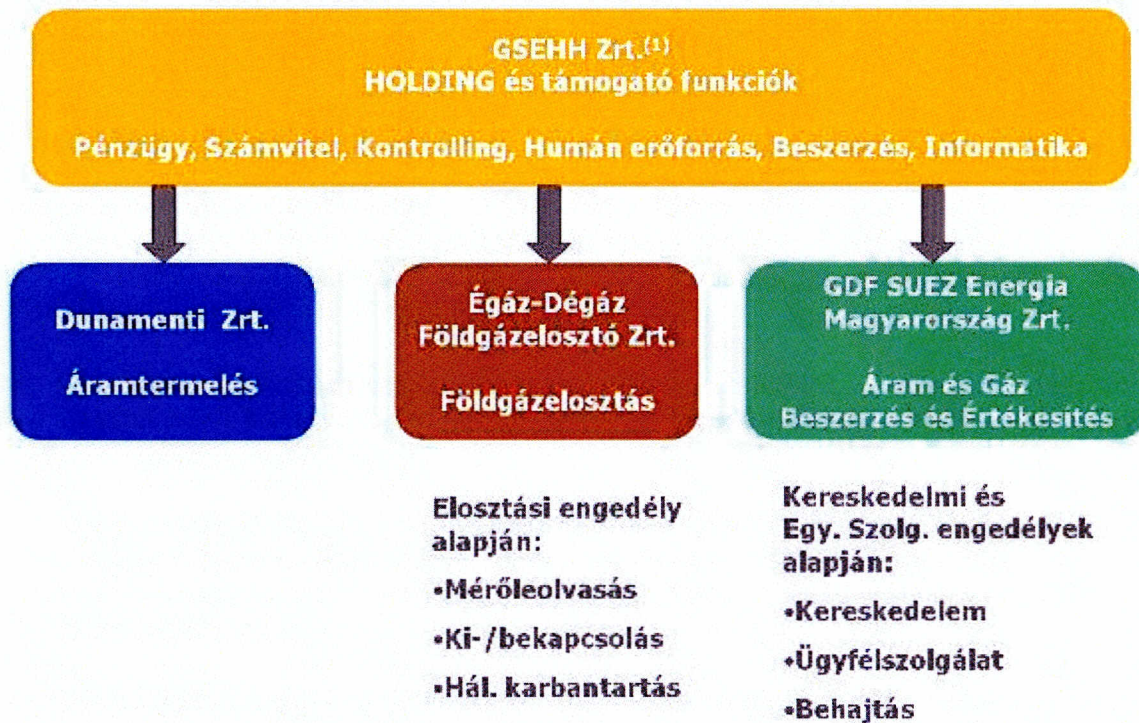 GSEHH Zrt.(1)
HOLDING és támogató funkciók
Pénzügy, Számvitel, Kontrolling, Humán erőforrás, Beszerzés, Informatika
Dunamenti Zrt.
Áramtermelés
Égáz-Dégáz
Földgázelosztó Zrt.
Földgázelosztás
GDF SUEZ Energia
Magyarország Zrt.
Áram és Gáz
Beszerzés és Értékesítés
Elosztási engedély
alapján:
•Mérőleolvasás
•Ki-/bekapcsolás
•Hál. karbantartás
Kereskedelmi és
Egy. Szolg. engedélyek
alapján:
•Kereskedelem
•Ügyfélszolgálat
•Behajtás